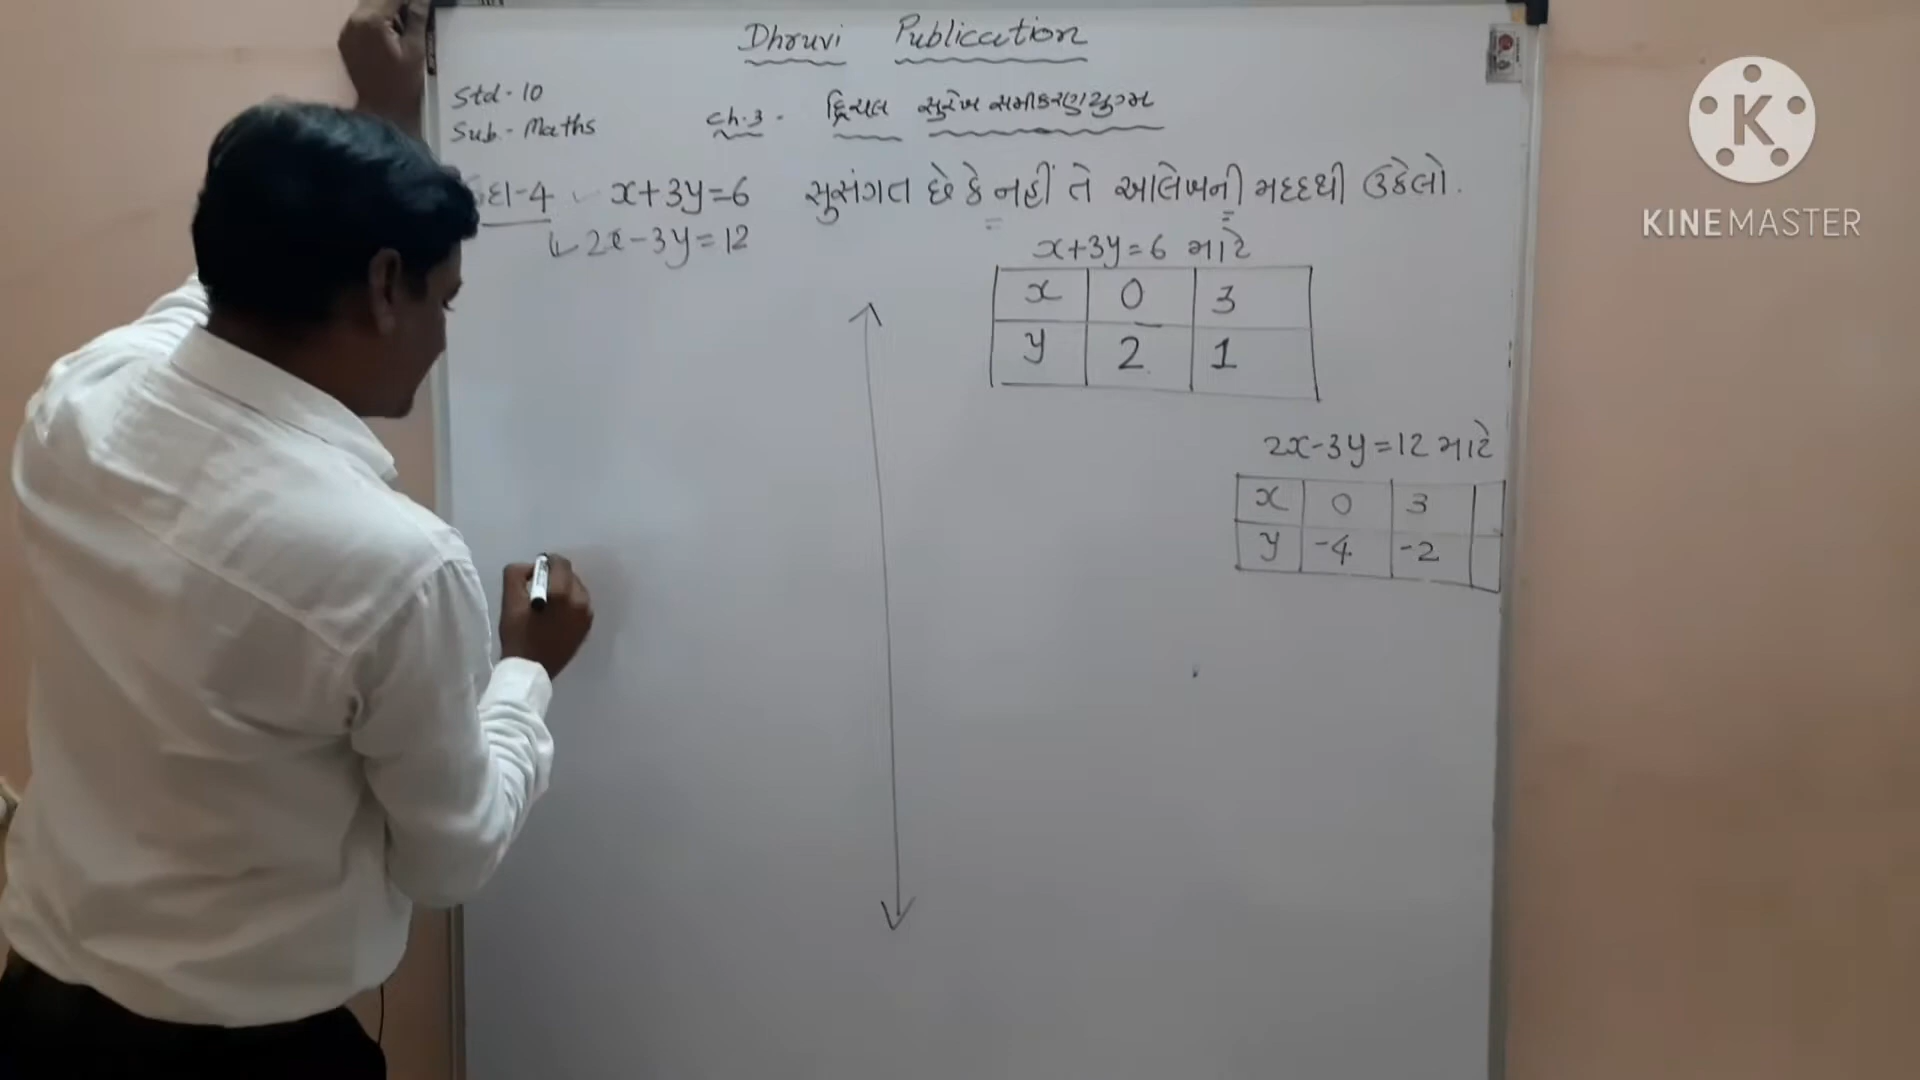 Dhruvi Publication
Std - 10
Sub. - Maths
Ch. 3 - દ્વિચલ સુરેખ સમીકરણયુગ્મ
દા-4 x+3y=6 સુસંગત છે કે નહીં તે આલેખની મદદથી ઉકેલો.
2x-3y=12
x+3y=6 માટે
x 0 3
y 2 1
2x-3y=12 માટે
x 0 3
y -4 -2
K
KINEMASTER